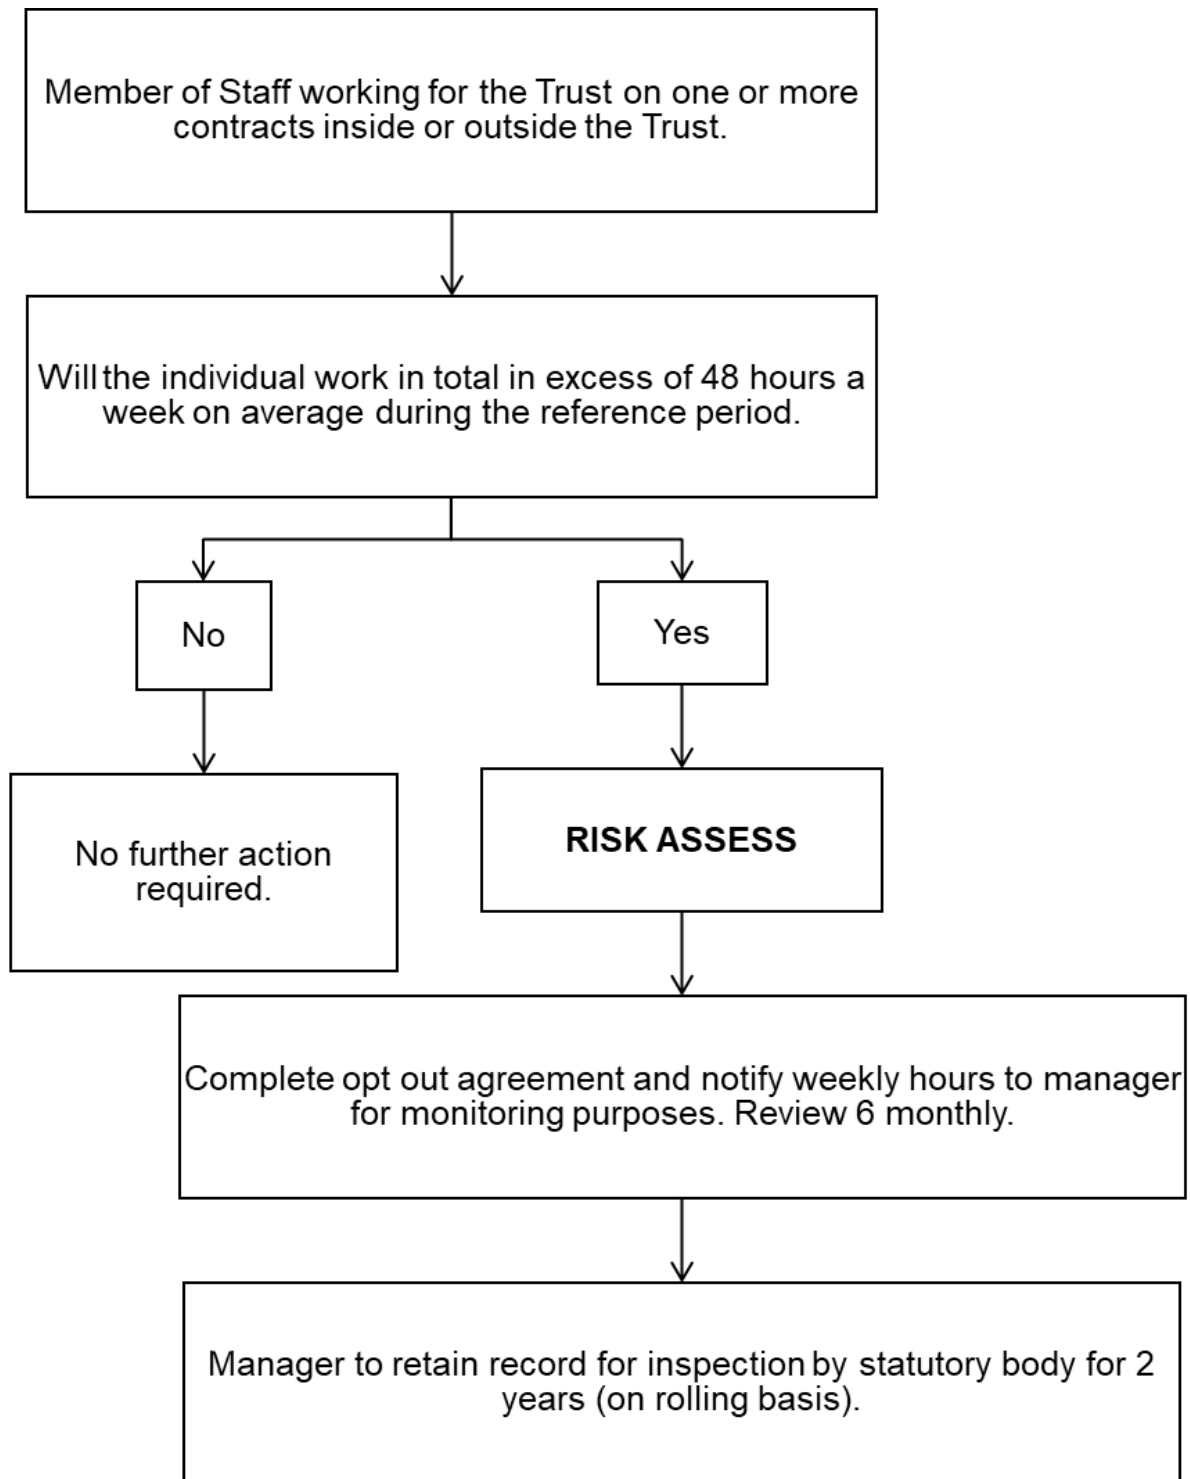 Member of Staff working for the Trust on one or more
contracts inside or outside the Trust.
Will the individual work in total in excess of 48 hours a
week on average during the reference period.
No
Yes
No further action
required.
RISK ASSESS
Complete opt out agreement and notify weekly hours to manager
for monitoring purposes. Review 6 monthly.
Manager to retain record for inspection by statutory body for 2
years (on rolling basis).